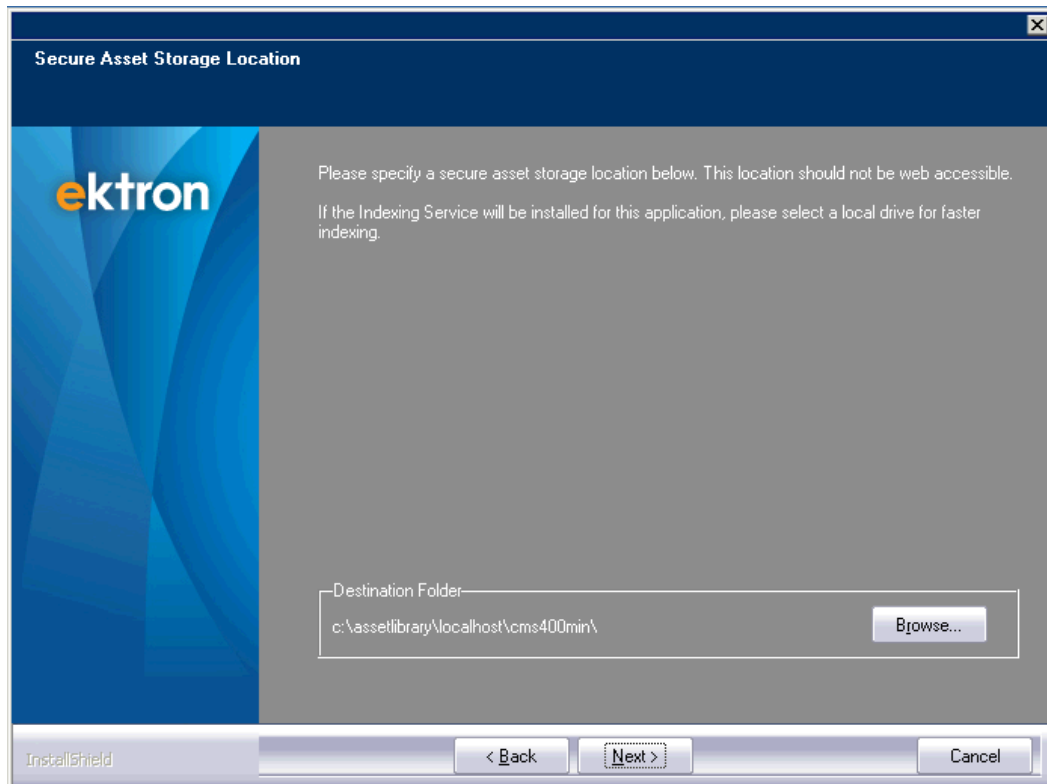 Secure Asset Storage Location
ektron
Please specify a secure asset storage location below. This location should not be web accessible.
If the Indexing Service will be installed for this application, please select a local drive for faster
indexing.
Destination Folder
c:\assetlibrary\localhost\cms400min\
Browse...
InstallShield
< Back
Next >
Cancel